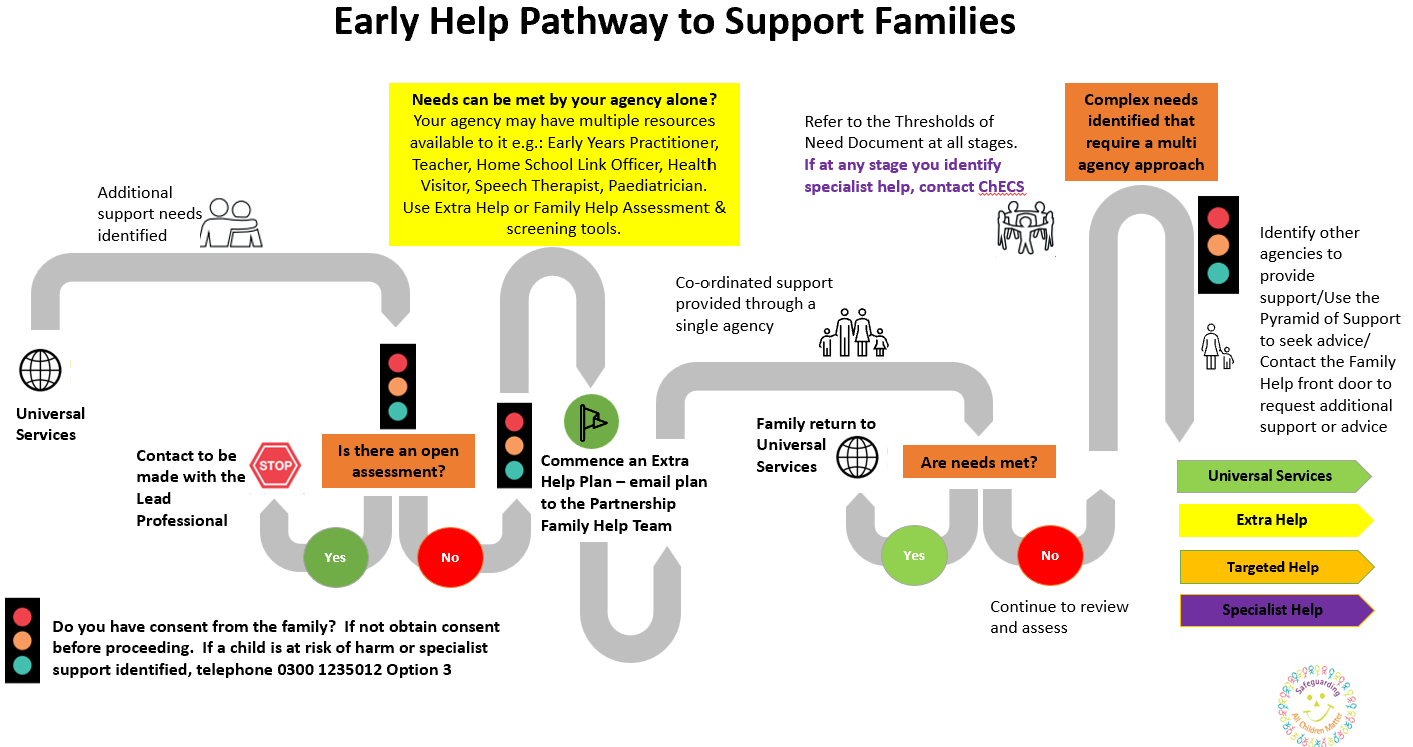 Early Help Pathway to Support Families
Needs can be met by your agency alone?
Your agency may have multiple resources
available to it e.g.: Early Years Practitioner,
Teacher, Home School Link Officer, Health
Visitor, Speech Therapist, Paediatrician.
Use Extra Help or Family Help Assessment &
screening tools.
Refer to the Thresholds of
Need Document at all stages.
If at any stage you identify
specialist help, contact ChECS
Complex needs
identified that
require a multi
agency approach
Additional
support needs
identified
Identify other
agencies to
provide
support/Use the
Pyramid of Support
to seek advice/
Contact the Family
Help front door to
request additional
support or advice
Co-ordinated support
provided through a
single agency
Universal
Services
Contact to be
made with the
Lead
Professional
STOP
Is there an open
assessment?
Yes
No
Commence an Extra
Help Plan – email plan
to the Partnership
Family Help Team
Family return to
Universal
Services
Are needs met?
Yes
No
Continue to review
and assess
Universal Services
Extra Help
Targeted Help
Specialist Help
Do you have consent from the family?  If not obtain consent
before proceeding.  If a child is at risk of harm or specialist
support identified, telephone 0300 1235012 Option 3
Safeguarding
All Children Matter